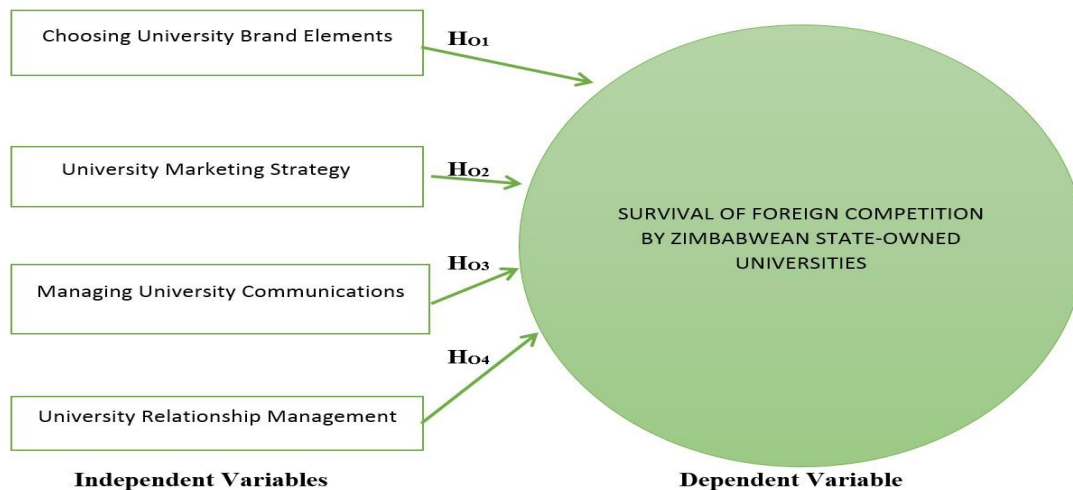 Choosing University Brand Elements
HO1
University Marketing Strategy
HO2
Managing University Communications
HO3
University Relationship Management
HO4
SURVIVAL OF FOREIGN COMPETITION
BY ZIMBABWEAN STATE-OWNED
UNIVERSITIES
Independent Variables
Dependent Variable